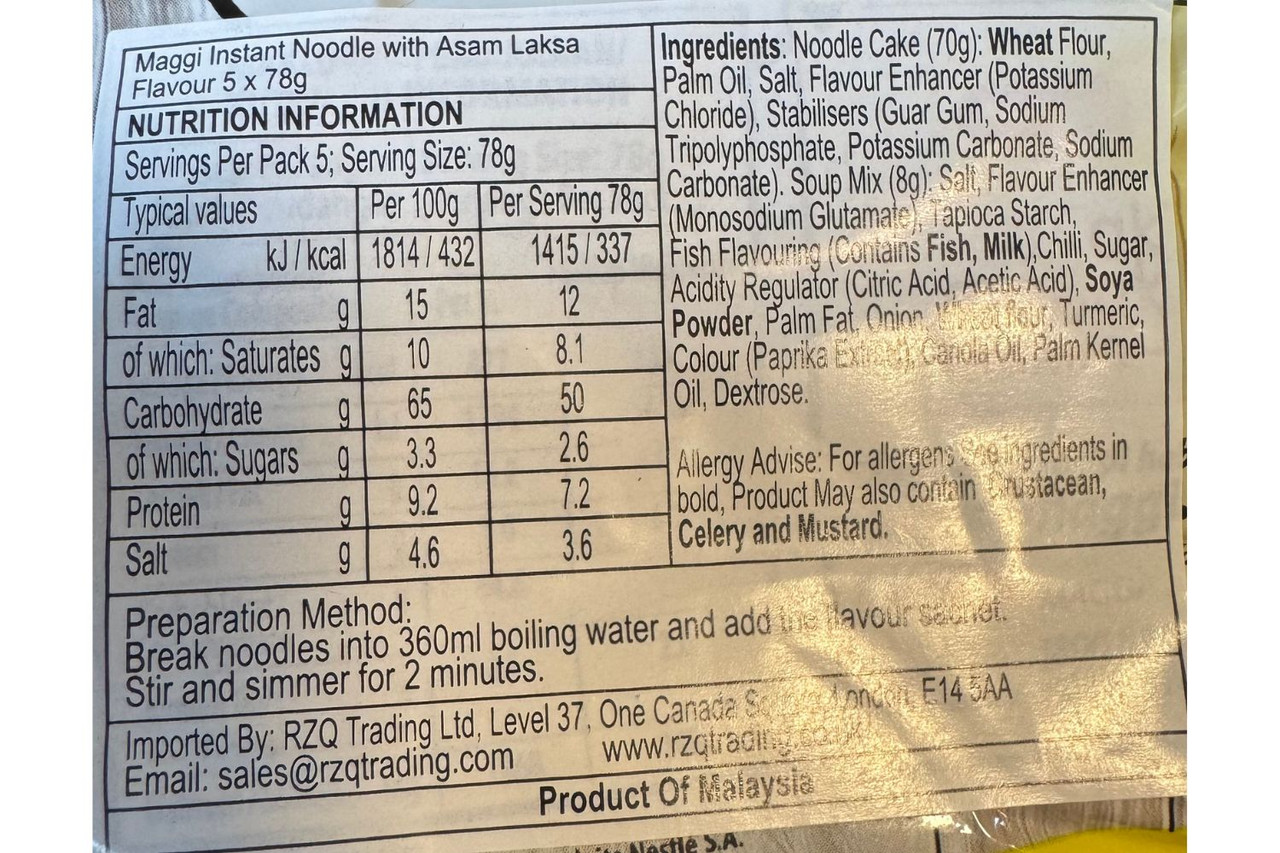 Maggi Instant Noodle with Asam Laksa
Flavour 5 x 78g
NUTRITION INFORMATION
Servings Per Pack 5; Serving Size: 78g
Typical values Per 100g Per Serving 78g
Energy kJ / kcal 1814 / 432 1415 / 337
Fat g 15 12
of which: Saturates g 10 8.1
Carbohydrate g 65 50
of which: Sugars g 3.3 2.6
Protein g 9.2 7.2
Salt g 4.6 3.6
Ingredients: Noodle Cake (70g): Wheat Flour,
Palm Oil, Salt, Flavour Enhancer (Potassium
Chloride), Stabilisers (Guar Gum, Sodium
Tripolyphosphate, Potassium Carbonate, Sodium
Carbonate). Soup Mix (8g): Salt, Flavour Enhancer
(Monosodium Glutamate), Tapioca Starch,
Fish Flavouring (Contains Fish, Milk),Chilli, Sugar,
Acidity Regulator (Citric Acid, Acetic Acid), Soya
Powder, Palm Fat, Onion, Wheat flour, Turmeric,
Colour (Paprika Extract), Canola Oil, Palm Kernel
Oil, Dextrose.
Allergy Advise: For allergens See ingredients in
bold, Product May also contain Crustacean,
Celery and Mustard.
Preparation Method:
Break noodles into 360ml boiling water and add the flavour sachet.
Stir and simmer for 2 minutes.
Imported By: RZQ Trading Ltd, Level 37, One Canada London, E14 5AA
Email: sales@rzqtrading.com www.rzqtrading.co.uk
Product Of Malaysia
Nestlé S.A.